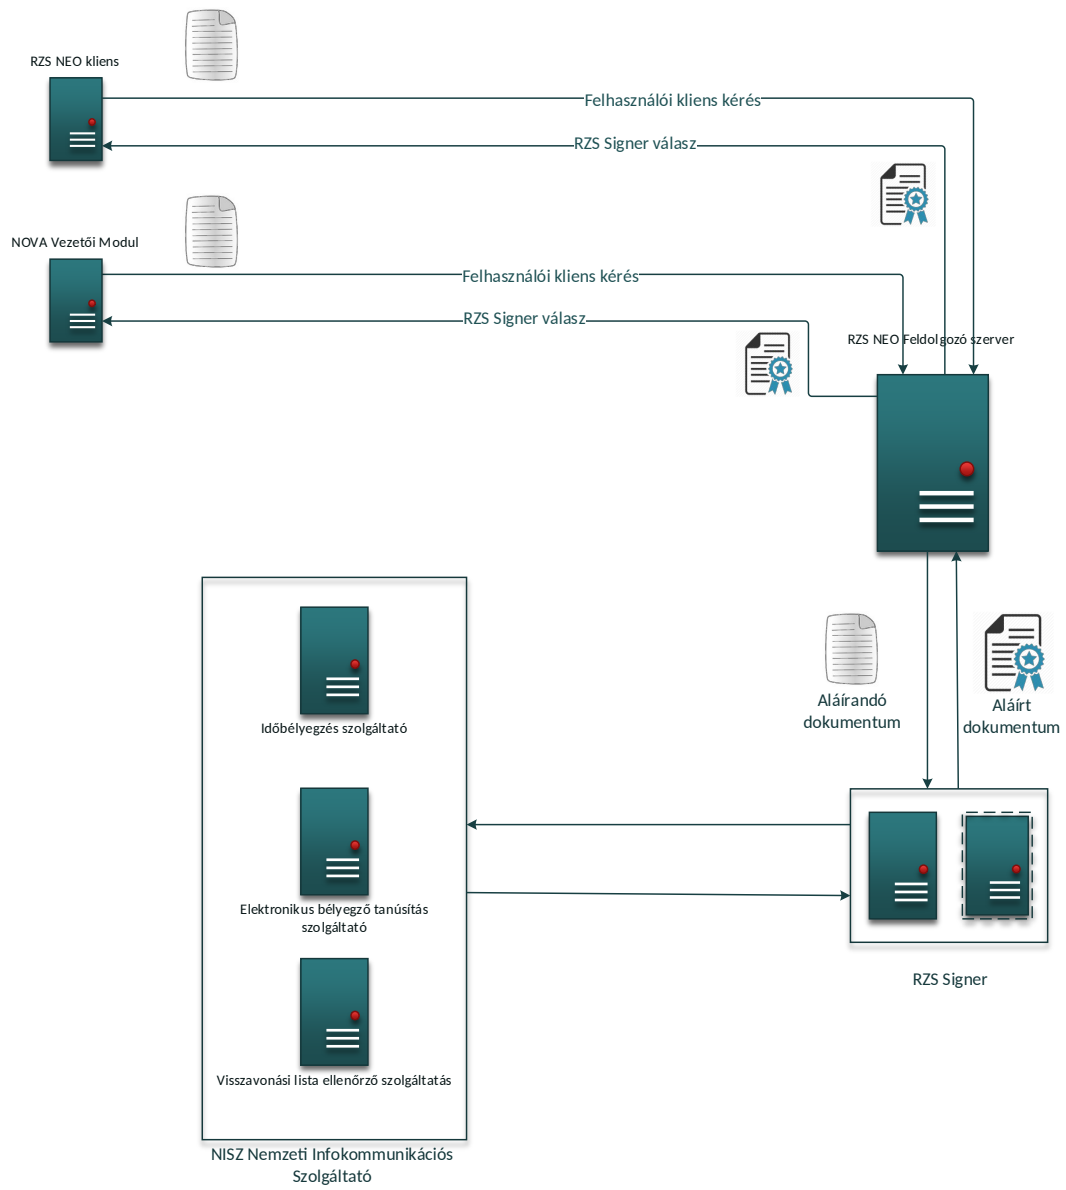 RZS NEO kliens
Felhasználói kliens kérés
RZS Signer válasz
NOVA Vezetői Modul
Felhasználói kliens kérés
RZS Signer válasz
RZS NEO Feldolgozó szerver
Aláírandó
dokumentum
Aláírt
dokumentum
Időbélyegzés szolgáltató
Elektronikus bélyegző tanúsítás
szolgáltató
Visszavonási lista ellenőrző szolgáltatás
RZS Signer
NISZ Nemzeti Infokommunikációs
Szolgáltató